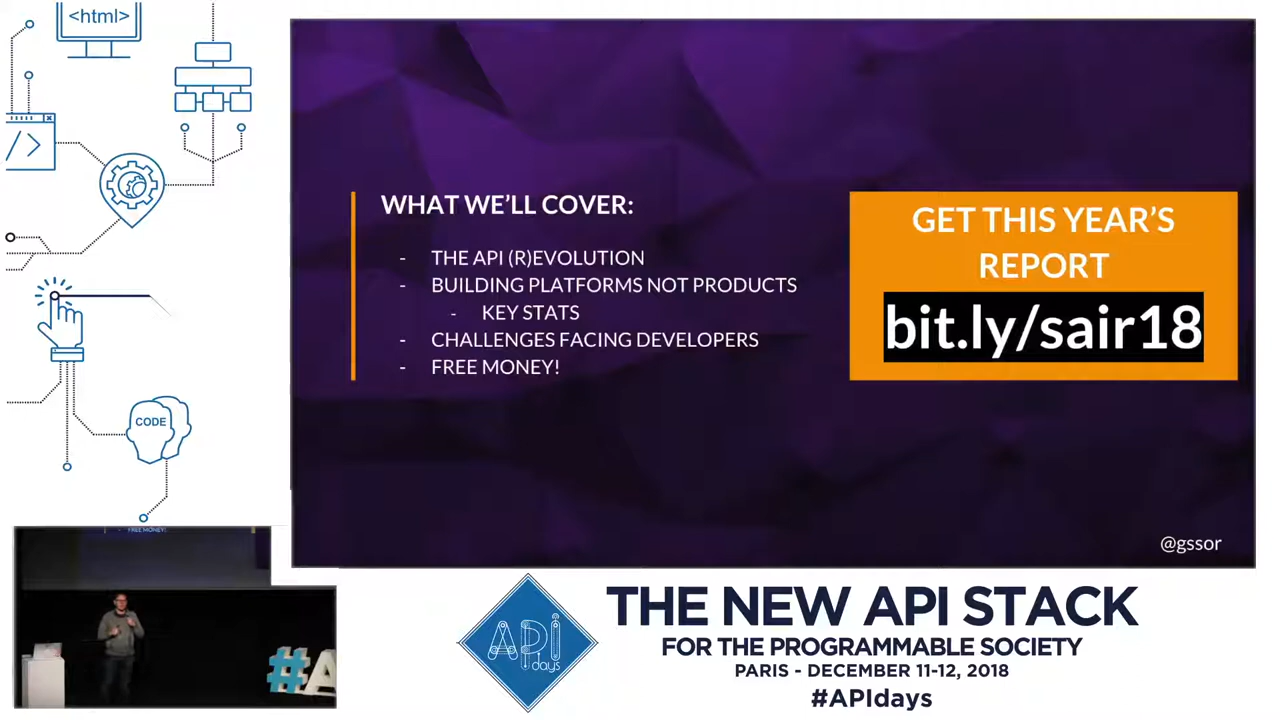 <html>
</>
CODE
WHAT WE'LL COVER:
- THE API (R)EVOLUTION
- BUILDING PLATFORMS NOT PRODUCTS
- KEY STATS
- CHALLENGES FACING DEVELOPERS
- FREE MONEY!
GET THIS YEAR'S
REPORT
bit.ly/sair18
@gssor
- FREE MONEY!
#A
API
days
THE NEW API STACK
FOR THE PROGRAMMABLE SOCIETY
PARIS - DECEMBER 11-12, 2018
#APIdays